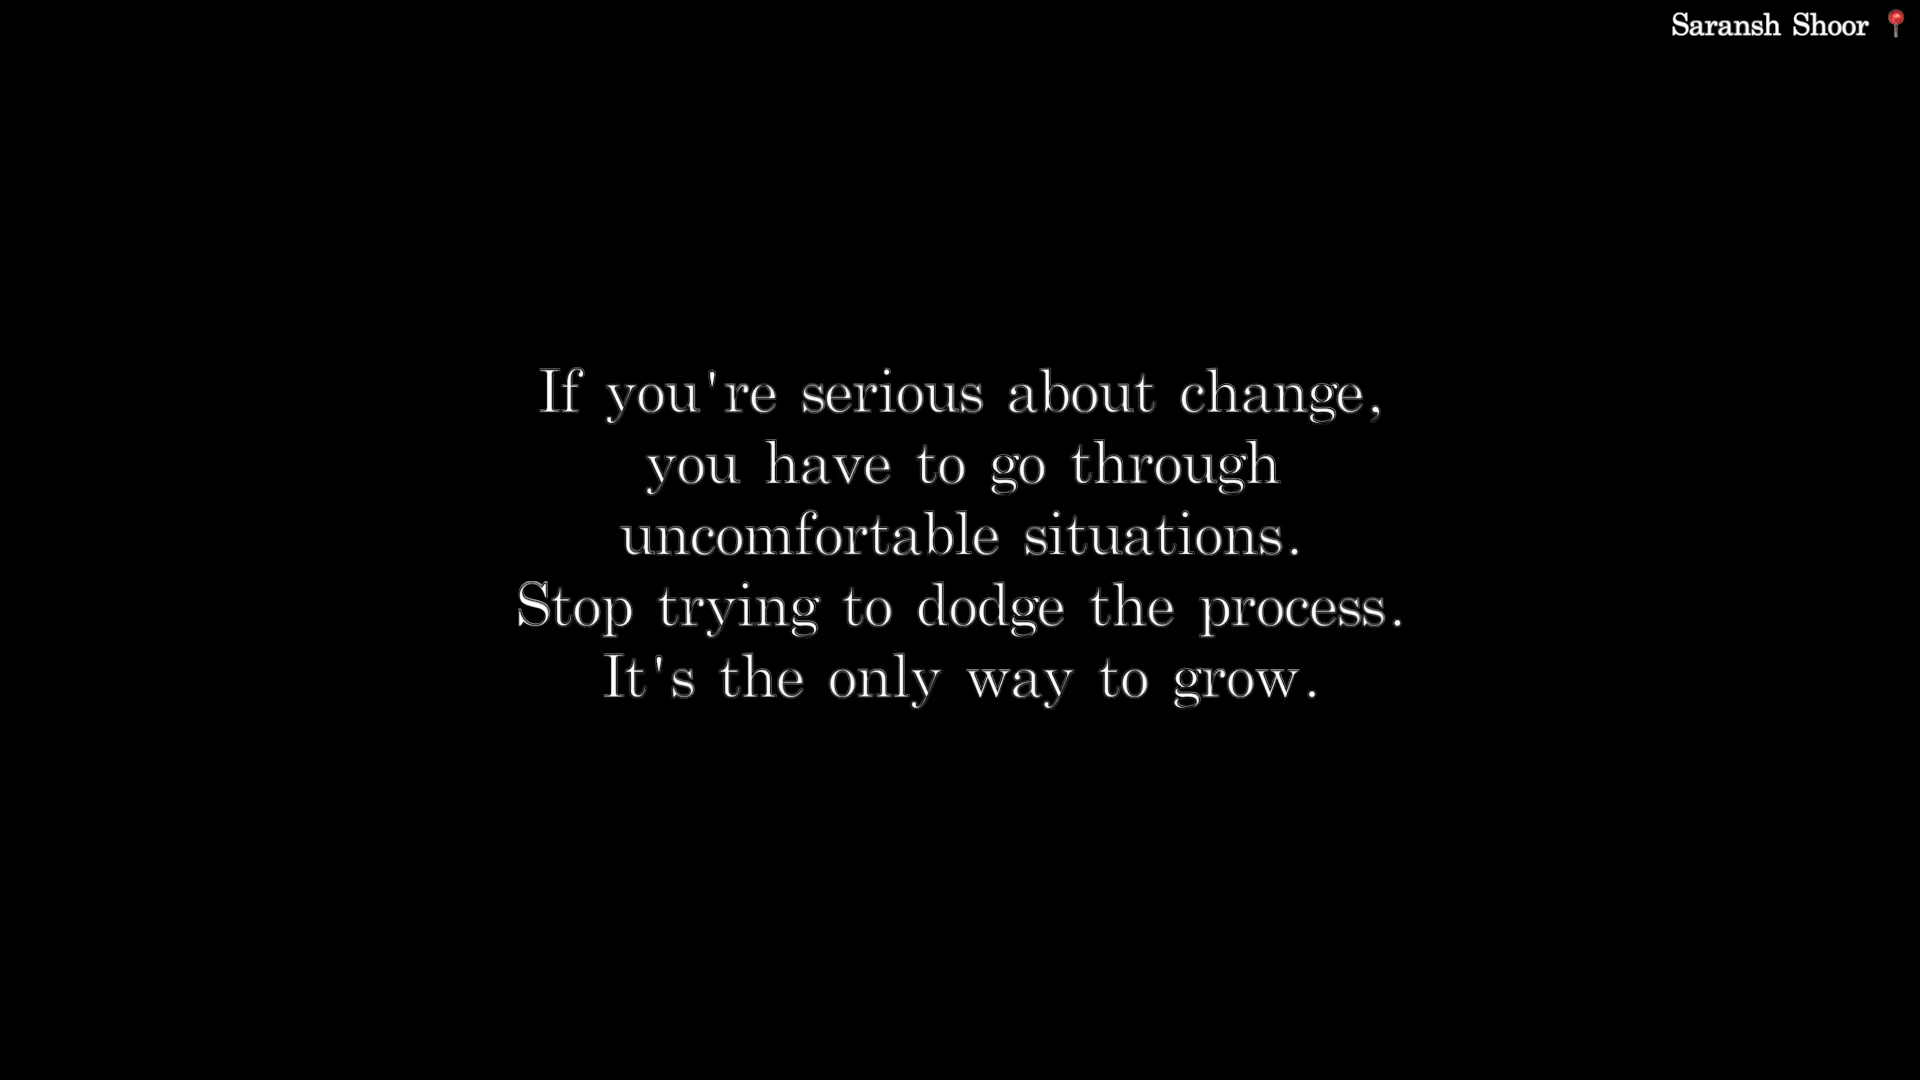 Saransh Shoor 📍
If you're serious about change,
you have to go through
uncomfortable situations.
Stop trying to dodge the process.
It's the only way to grow.